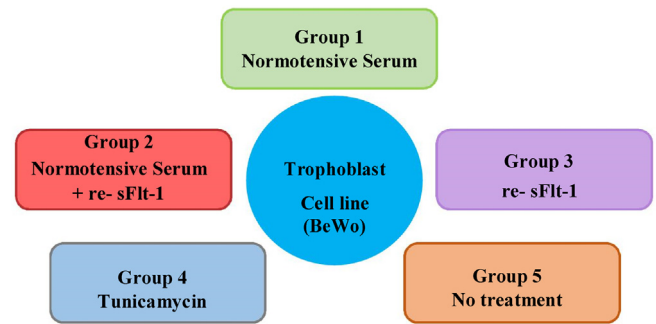 Group 1
Normotensive Serum
Group 2
Normotensive Serum
+ re- sFlt-1
Trophoblast
Cell line
(BeWo)
Group 3
re- sFlt-1
Group 4
Tunicamycin
Group 5
No treatment